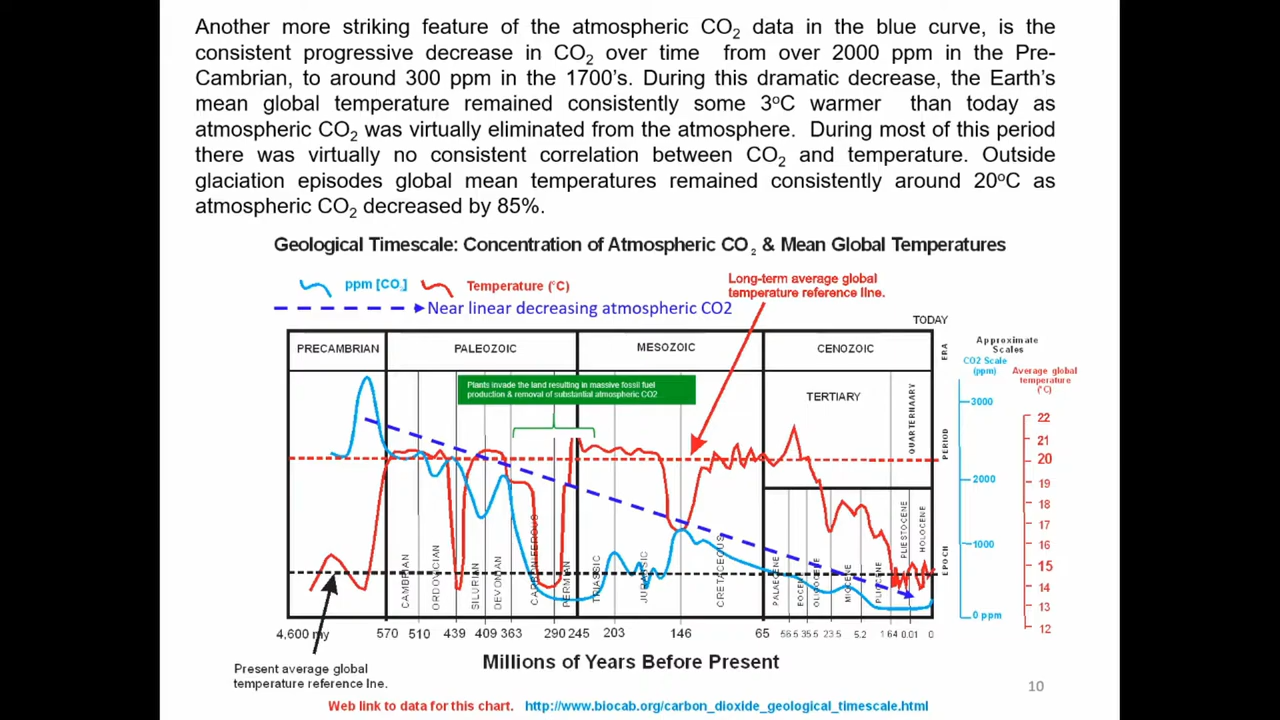 Another more striking feature of the atmospheric CO2 data in the blue curve, is the
consistent progressive decrease in CO2 over time from over 2000 ppm in the Pre-
Cambrian, to around 300 ppm in the 1700's. During this dramatic decrease, the Earth's
mean global temperature remained consistently some 3oC warmer than today as
atmospheric CO2 was virtually eliminated from the atmosphere. During most of this period
there was virtually no consistent correlation between CO2 and temperature. Outside
glaciation episodes global mean temperatures remained consistently around 20oC as
atmospheric CO2 decreased by 85%.
Geological Timescale: Concentration of Atmospheric CO2 & Mean Global Temperatures
ppm [CO2]
Temperature (°C)
Long-term average global
temperature reference line.
Near linear decreasing atmospheric CO2
TODAY
PRECAMBRIAN
PALEOZOIC
MESOZOIC
CENOZOIC
ERA
Approximate
Scales
CO2 Scale
(ppm)
Average global
temperature
(°C)
Plants invade the land resulting in massive fossil fuel
production & removal of substantial atmospheric CO2
TERTIARY
QUARTERNAARY
PERIOD
3000
2000
1000
0 ppm
22
21
20
19
18
17
16
15
14
13
12
CAMBRIAN
ORDOVICIAN
SILURIAN
DEVONIAN
CARBONIFEROUS
PERMIAN
TRIASSIC
JURASSIC
CRETACEOUS
PALAEOCENE
EOCENE
OLIGOCENE
MIOCENE
PLIOCENE
PLIESTOCENE
HOLOCENE
EPOCH
4,600 my 570 510 439 409 363 290 245 203 146 65 56.5 35.5 23.5 5.2 1 64 0.01 0
Millions of Years Before Present
Present average global
temperature reference lne.
10
Web link to data for this chart. http://www.biocab.org/carbon_dioxide_geological_timescale.html